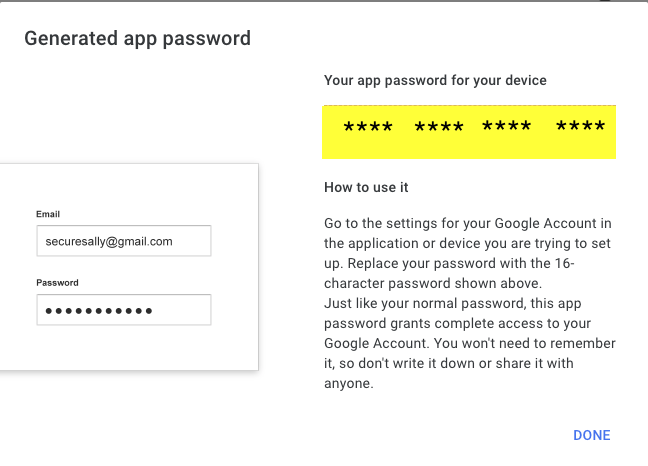 Generated app password
Your app password for your device
**** **** **** ****
How to use it
Go to the settings for your Google Account in
the application or device you are trying to set
up. Replace your password with the 16-
character password shown above.
Just like your normal password, this app
password grants complete access to your
Google Account. You won't need to remember
it, so don't write it down or share it with
anyone.
Email
securesally@gmail.com
Password
●●●●●●●●●●●
DONE